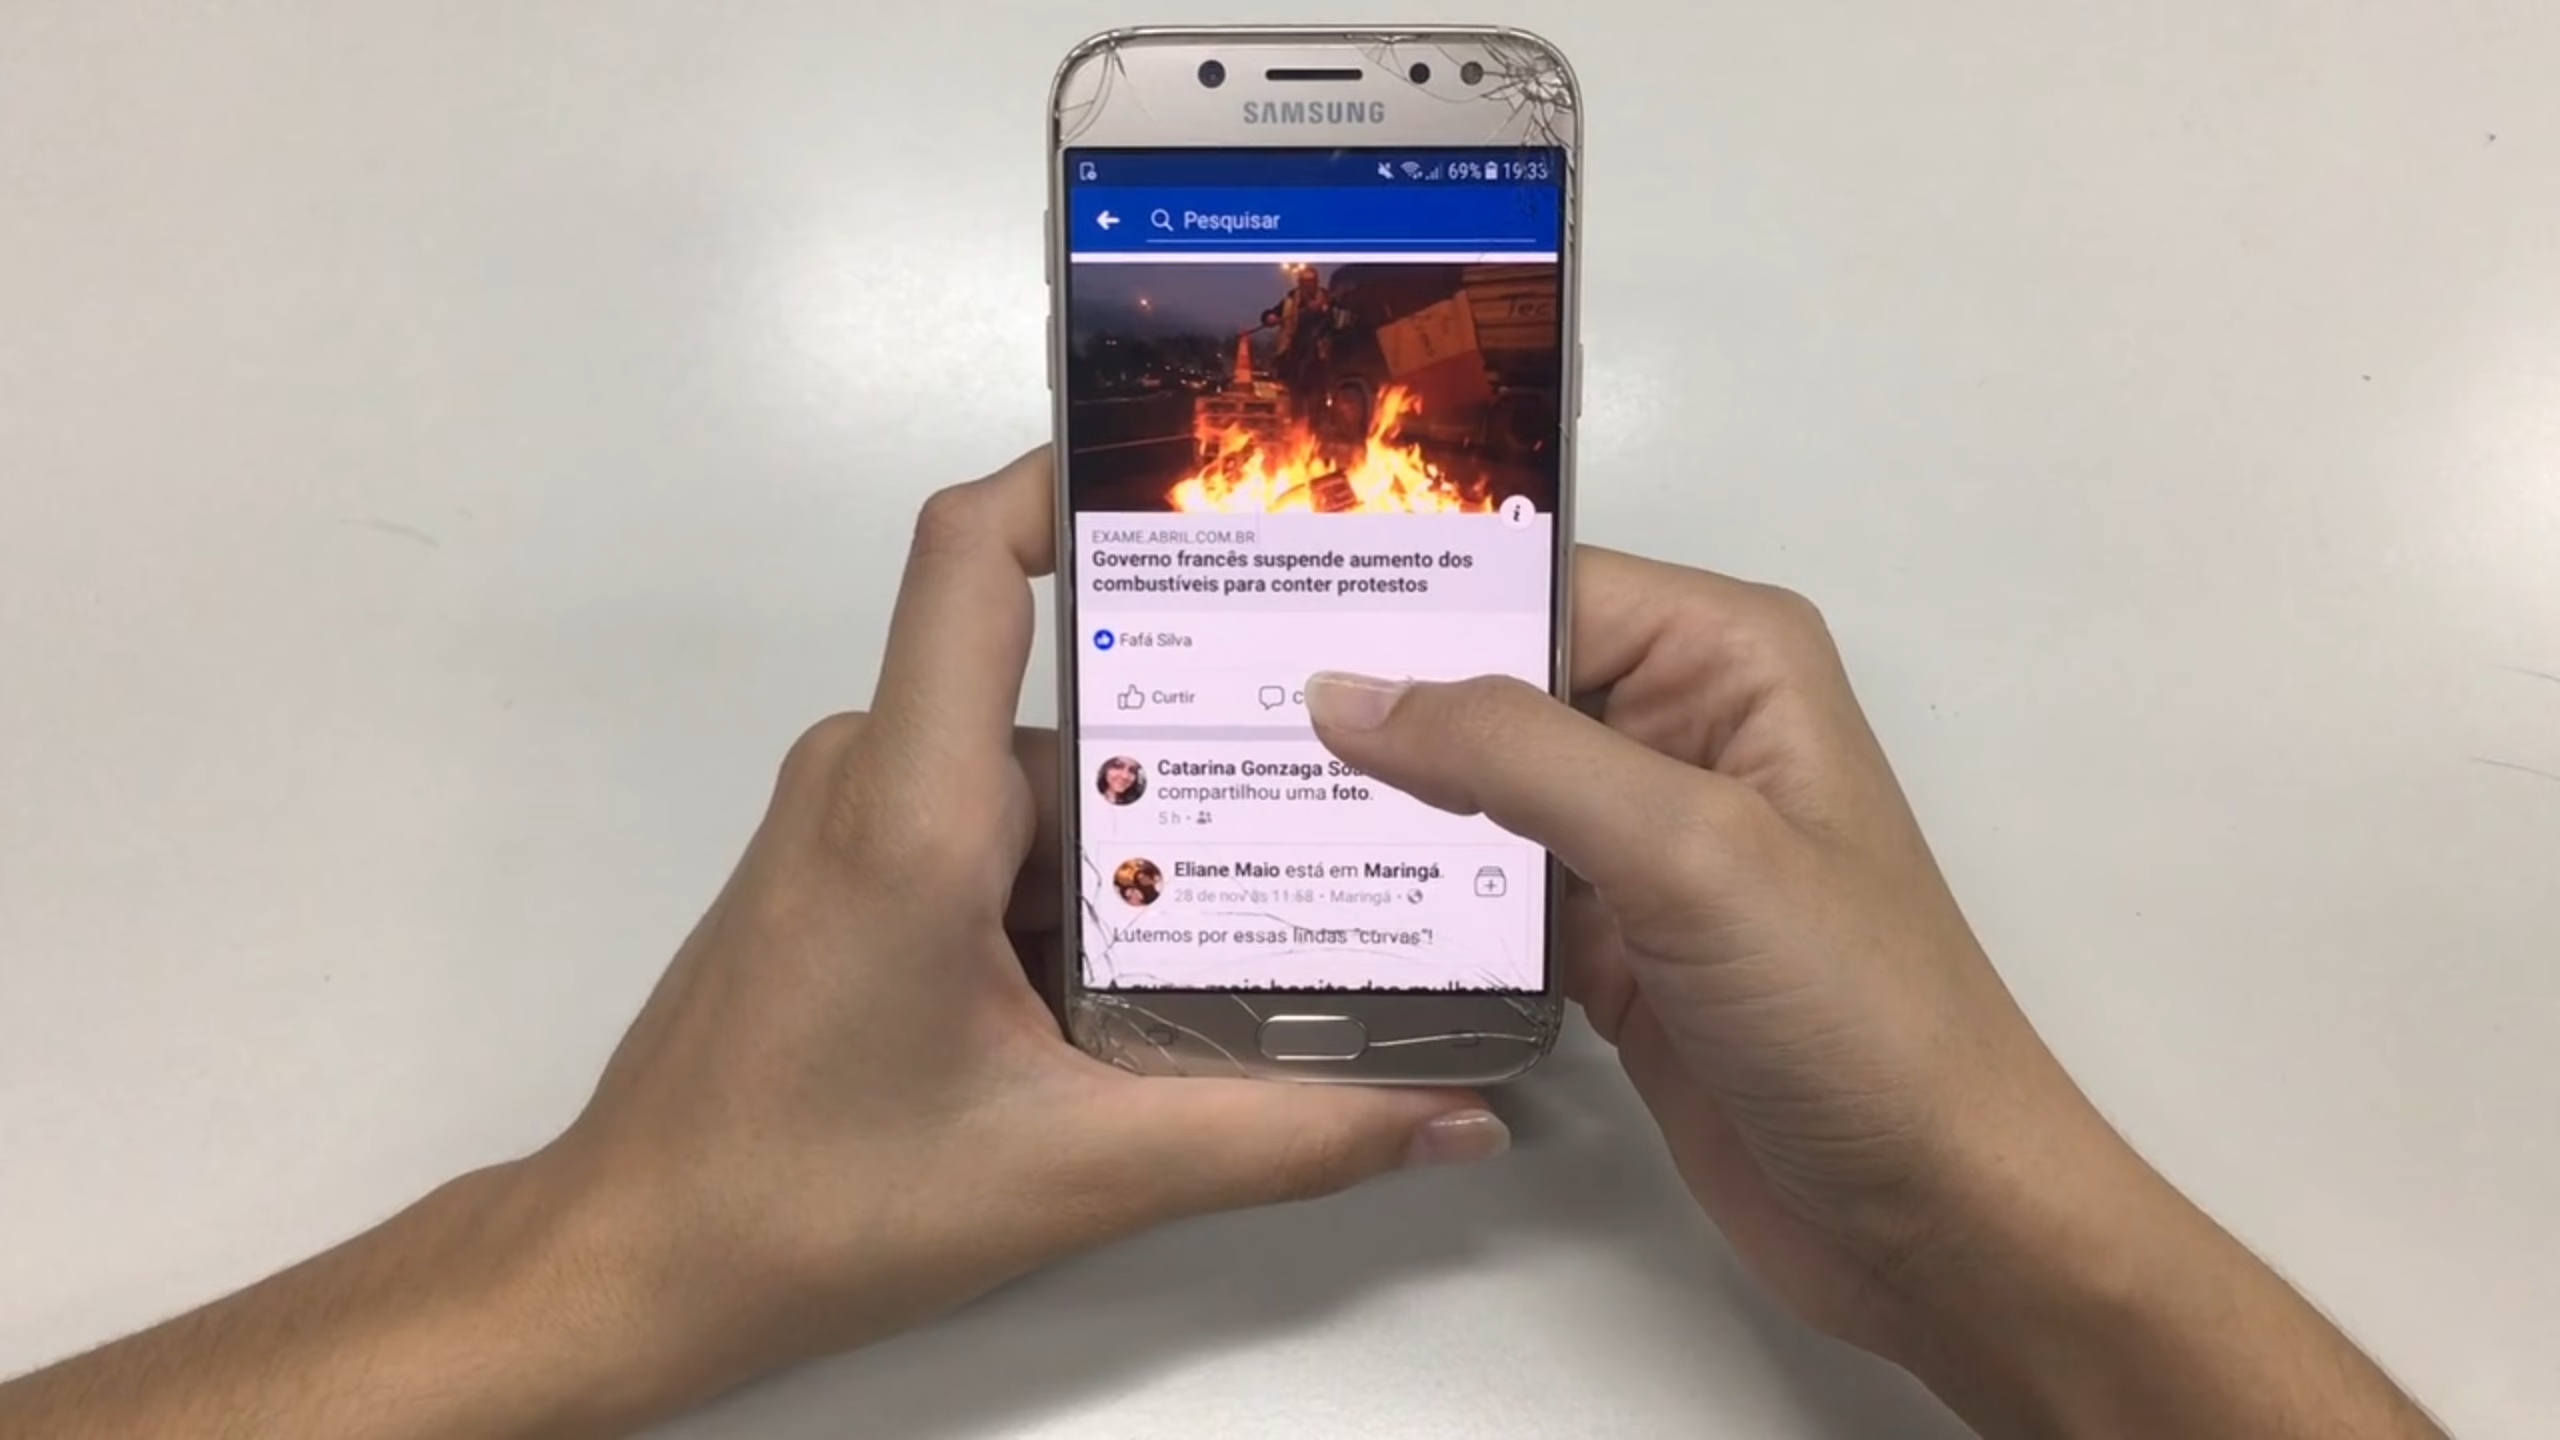 SAMSUNG
69% 19:33
Pesquisar
Tec
EXAME.ABRIL.COM.BR
Governo francês suspende aumento dos
combustíveis para conter protestos
Fafá Silva
Curtir C
Catarina Gonzaga
compartilhou uma foto.
5 h
Eliane Maio está em Maringá.
28 de nov às 11:58 • Maringá •
Lutemos por essas lindas "curvas"!